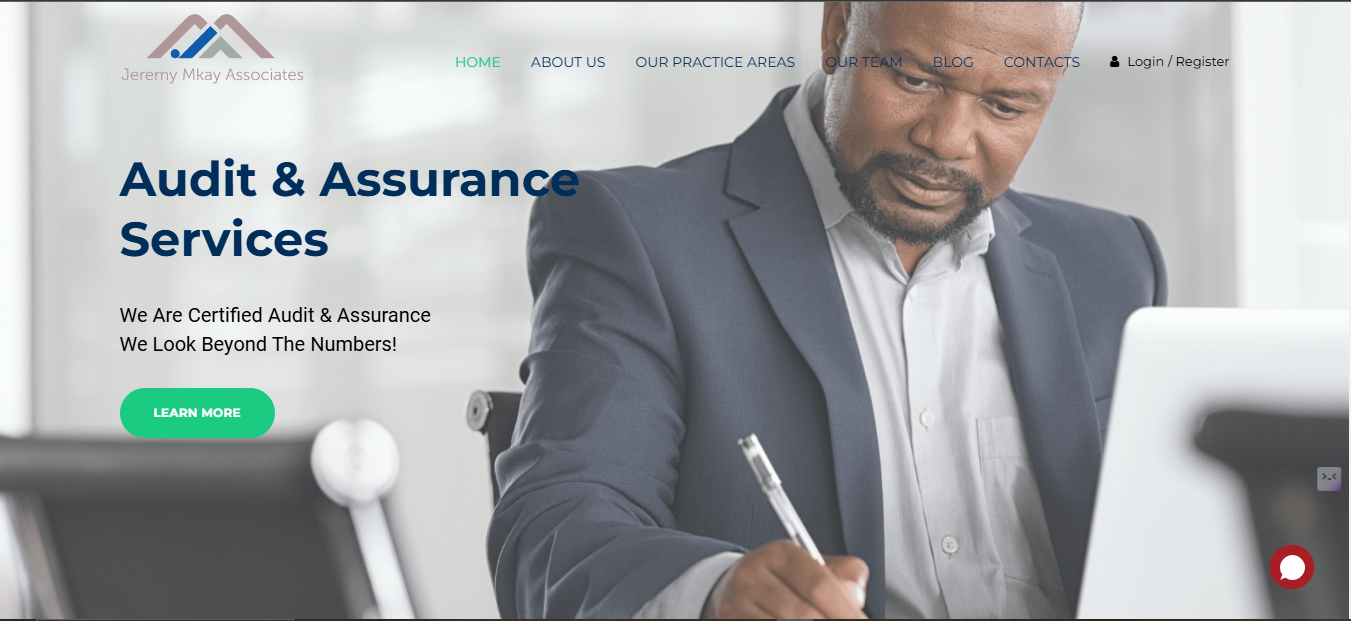 Jeremy Mkay Associates
HOME ABOUT US OUR PRACTICE AREAS OUR TEAM BLOG CONTACTS Login / Register
Audit & Assurance
Services
We Are Certified Audit & Assurance
We Look Beyond The Numbers!
LEARN MORE